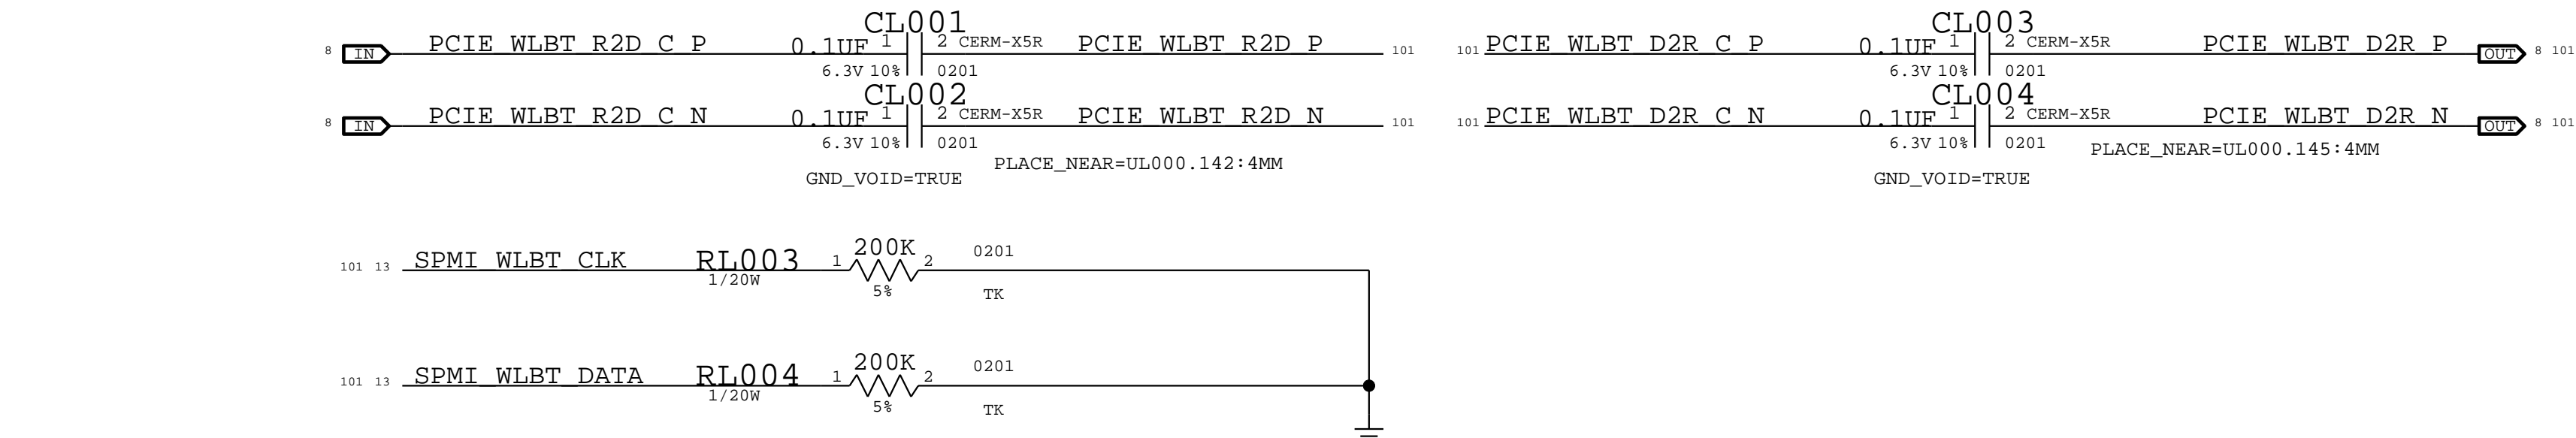 CL001
8 IN PCIE_WLBT_R2D_C_P 0.1UF 1 2 CERM-X5R PCIE_WLBT_R2D_P 101
6.3V 10% 0201
CL002
8 IN PCIE_WLBT_R2D_C_N 0.1UF 1 2 CERM-X5R PCIE_WLBT_R2D_N 101
6.3V 10% 0201
PLACE_NEAR=UL000.142:4MM
GND_VOID=TRUE
CL003
101 PCIE_WLBT_D2R_C_P 0.1UF 1 2 CERM-X5R PCIE_WLBT_D2R_P OUT 8 101
6.3V 10% 0201
CL004
101 PCIE_WLBT_D2R_C_N 0.1UF 1 2 CERM-X5R PCIE_WLBT_D2R_N OUT 8 101
6.3V 10% 0201
PLACE_NEAR=UL000.145:4MM
GND_VOID=TRUE
200K 0201
101 13 SPMI_WLBT_CLK RL003 1 2
1/20W 5% TK
200K 0201
101 13 SPMI_WLBT_DATA RL004 1 2
1/20W 5% TK